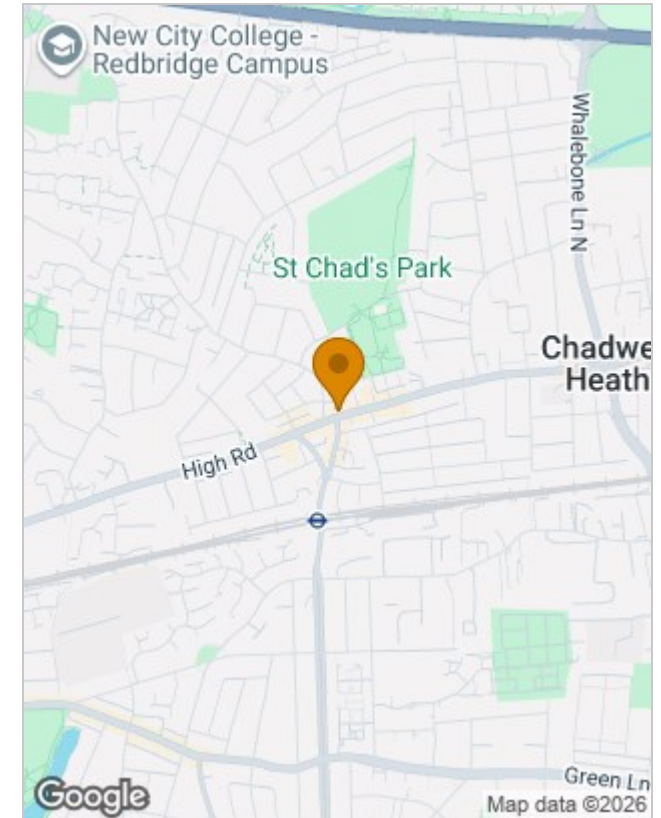 New City College -
Redbridge Campus
Whalebone Ln N
St Chad's Park
Chadwe
Heath
High Rd
Green Ln
Google
Map data ©2026